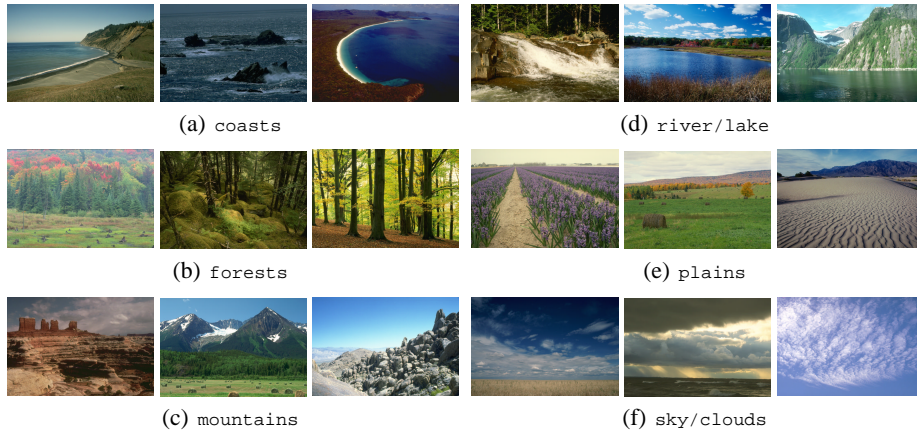 (a) coasts
(d) river/lake
(b) forests
(e) plains
(c) mountains
(f) sky/clouds